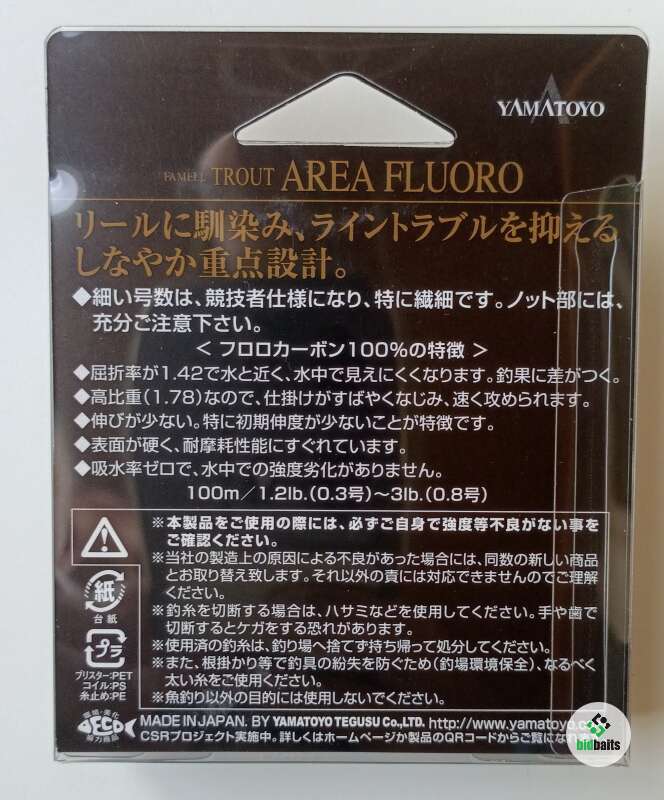 YAMATOYO
FAMELL TROUT AREA FLUORO
リールに馴染み、ライントラブルを抑える
しなやか重点設計。
◆細い号数は、競技者仕様になり、特に繊細です。ノット部には、
充分ご注意下さい。
＜フロロカーボン100%の特徴＞
◆屈折率が1.42で水と近く、水中で見えにくくなります。釣果に差がつく。
◆高比重（1.78）なので、仕掛けがすばやくなじみ、速く攻められます。
◆伸びが少ない。特に初期伸度が少ないことが特徴です。
◆表面が硬く、耐摩耗性能にすぐれています。
◆吸水率ゼロで、水中での強度劣化がありません。
100m／1.2lb.(0.3号)～3lb.(0.8号)
※本製品をご使用の際には、必ずご自身で強度等不良がない事を
ご確認ください。
※当社の製造上の原因による不良があった場合には、同数の新しい商品
とお取り替え致します。それ以外の責には対応できませんのでご理解
ください。
※釣糸を切断する場合は、ハサミなどを使用してください。手や歯で
切断するとケガをする恐れがあります。
※使用済の釣糸は、釣り場へ捨てず持ち帰って処分してください。
※また、根掛かり等で釣具の紛失を防ぐため（釣場環境保全）、なるべく
太い糸をご使用ください。
※魚釣り以外の目的には使用しないでください。
紙
台紙
プラ
ブリスター:PET
コイル:PS
糸止め:PE
環境・美化
ECO
協力商品
MADE IN JAPAN. BY YAMATOYO TEGUSU Co.,LTD. http://www.yamatoyo.c
CSRプロジェクト実施中。詳しくはホームページか製品のQRコードからご覧にな
bidbaits